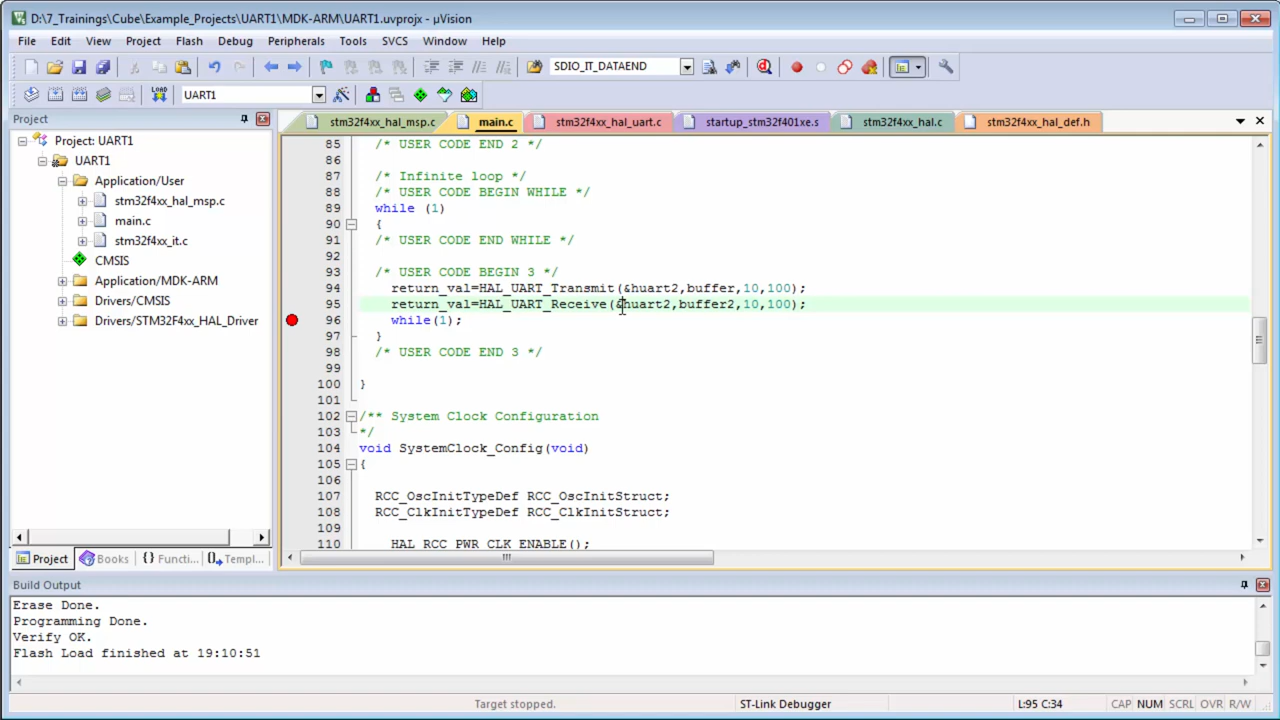 D:\7_Trainings\Cube\Example_Projects\UART1\MDK-ARM\UART1.uvprojx - µVision
File Edit View Project Flash Debug Peripherals Tools SVCS Window Help
SDIO_IT_DATAEND
LOAD UART1
Project
stm32f4xx_hal_msp.c main.c stm32f4xx_hal_uart.c startup_stm32f401xe.s stm32f4xx_hal.c stm32f4xx_hal_def.h
Project: UART1
UART1
Application/User
stm32f4xx_hal_msp.c
main.c
stm32f4xx_it.c
CMSIS
Application/MDK-ARM
Drivers/CMSIS
Drivers/STM32F4xx_HAL_Driver
85 /* USER CODE END 2 */
86
87 /* Infinite loop */
88 /* USER CODE BEGIN WHILE */
89 while (1)
90 {
91 /* USER CODE END WHILE */
92
93 /* USER CODE BEGIN 3 */
94 return_val=HAL_UART_Transmit(&huart2,buffer,10,100);
95 return_val=HAL_UART_Receive(&huart2,buffer2,10,100);
96 while(1);
97 }
98 /* USER CODE END 3 */
99
100 }
101
102 /** System Clock Configuration
103 */
104 void SystemClock_Config(void)
105 {
106
107 RCC_OscInitTypeDef RCC_OscInitStruct;
108 RCC_ClkInitTypeDef RCC_ClkInitStruct;
109
110 HAL RCC PWR CLK ENABLE();
Project Books {} Functi... Templ...
Build Output
Erase Done.
Programming Done.
Verify OK.
Flash Load finished at 19:10:51
Target stopped. ST-Link Debugger L:95 C:34 CAP NUM SCRL OVR R/W